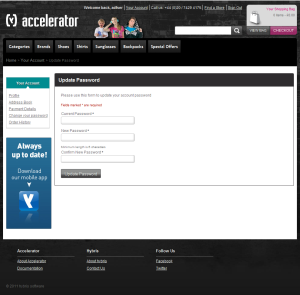 Welcome back, | Your Account | Call us : +44 (0)20 | Find a Store | Sign Out
Your Shopping Bag
accelerator
VIEW BAG
CHECKOUT
Categories Brands Shoes Shirts Sunglasses Backpacks Special Offers
Home » Your Account » Update Password
Your Account
Profile
Address Book
Payment Details
Change your password
Order History
Always
up to date!
Download
our mobile app
Update Password
Please use this form to update your account password
Fields marked * are required
Current Password *
New Password *
Minimum length is 6 characters
Confirm New Password *
Update Password
Accelerator
About Accelerator
Documentation
Hybris
About hybris
Contact Us
Follow Us
Facebook
Twitter
© 2011 hybris software